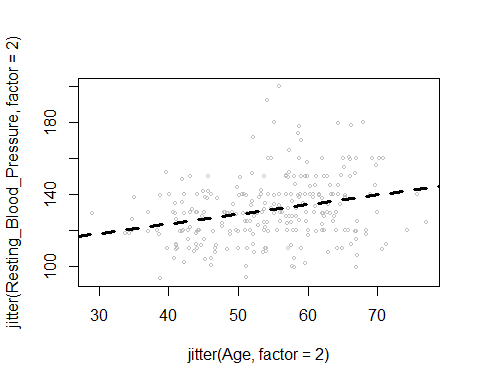 jitter(Resting_Blood_Pressure, factor = 2)
180
140
100
30 40 50 60 70
jitter(Age, factor = 2)